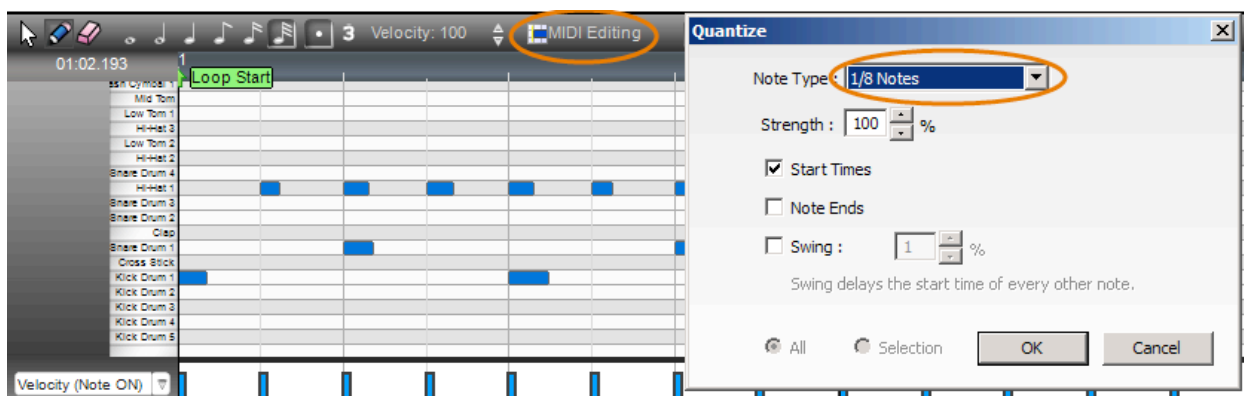 3 Velocity: 100 MIDI Editing
01:02.193 1
Loop Start
Mid Tom
Low Tom 1
Hi-Hat 3
Low Tom 2
Hi-Hat 2
Snare Drum 4
Hi-Hat 1
Snare Drum 3
Snare Drum 2
Clap
Snare Drum 1
Cross Stick
Kick Drum 1
Kick Drum 2
Kick Drum 3
Kick Drum 4
Kick Drum 5
Velocity (Note ON)
Quantize
Note Type : 1/8 Notes
Strength : 100 %
Start Times
Note Ends
Swing : 1 %
Swing delays the start time of every other note.
All Selection OK Cancel